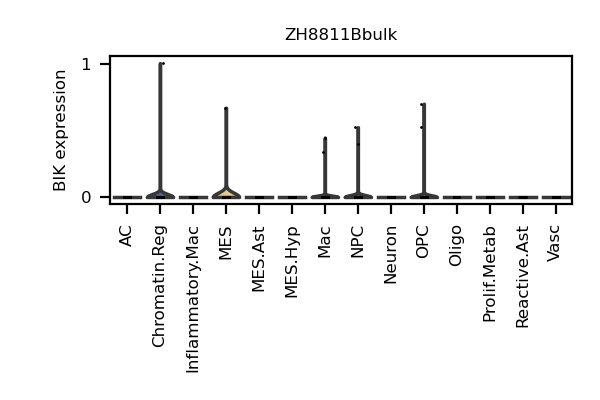 ZH8811Bbulk
BIK expression
1
0
AC
Chromatin.Reg
Inflammatory.Mac
MES
MES.Ast
MES.Hyp
Mac
NPC
Neuron
OPC
Oligo
Prolif.Metab
Reactive.Ast
Vasc